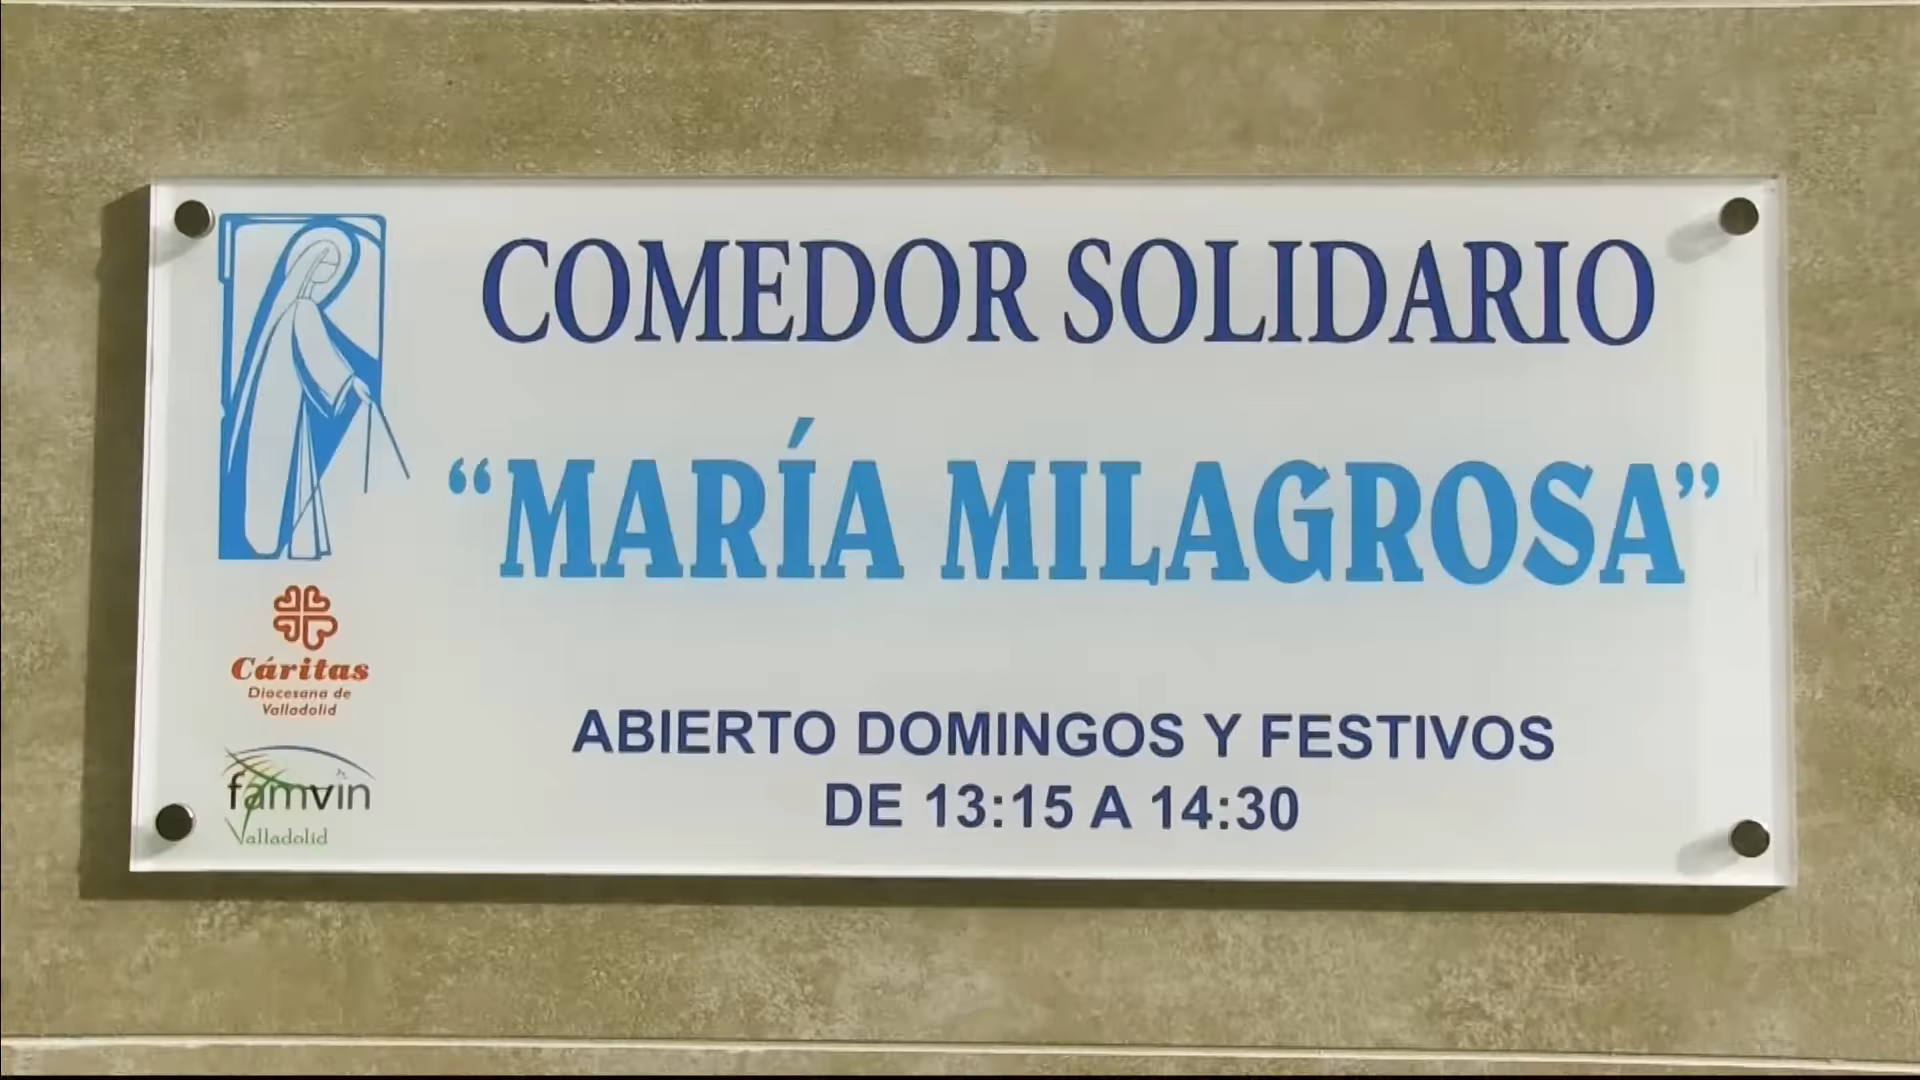 COMEDOR SOLIDARIO
“MARÍA MILAGROSA”
Cáritas
Diocesana de
Valladolid
famvin
Valladolid
ABIERTO DOMINGOS Y FESTIVOS
DE 13:15 A 14:30